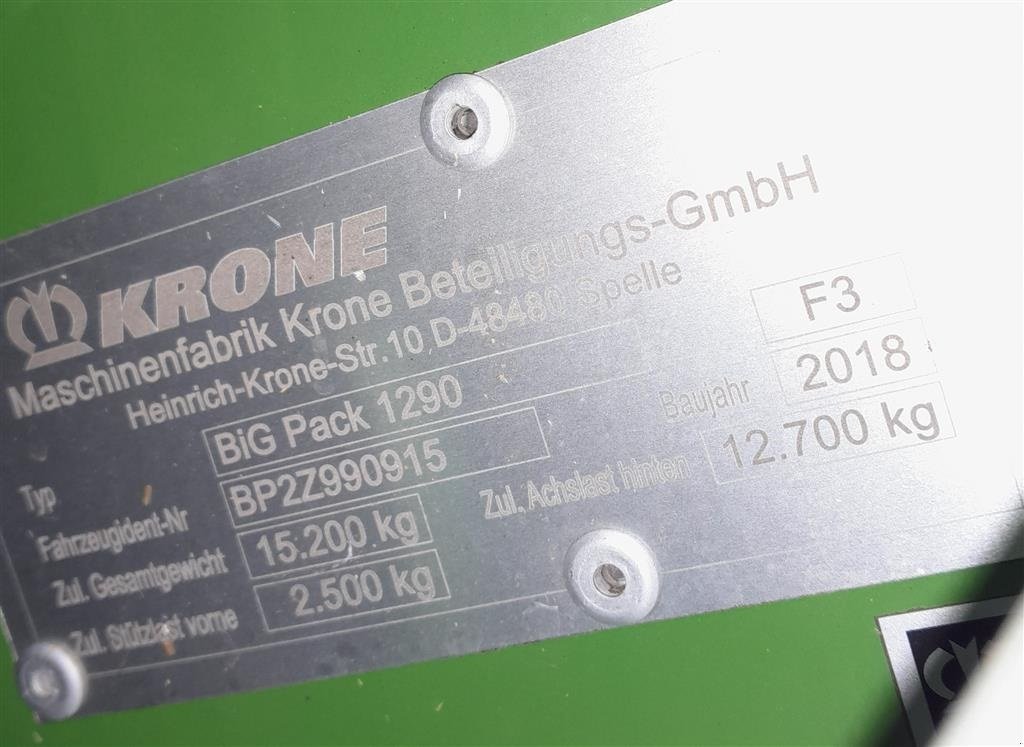 KRONE
Maschinenfabrik Krone Beteiligungs-GmbH
Heinrich-Krone-Str.10 D-48480 Spelle
F3
Typ BiG Pack 1290 Baujahr 2018
Fahrzeugident-Nr BP2Z990915
Zul. Gesamtgewicht 15.200 kg Zul. Achslast hinten 12.700 kg
Zul. Stützlast vorne 2.500 kg